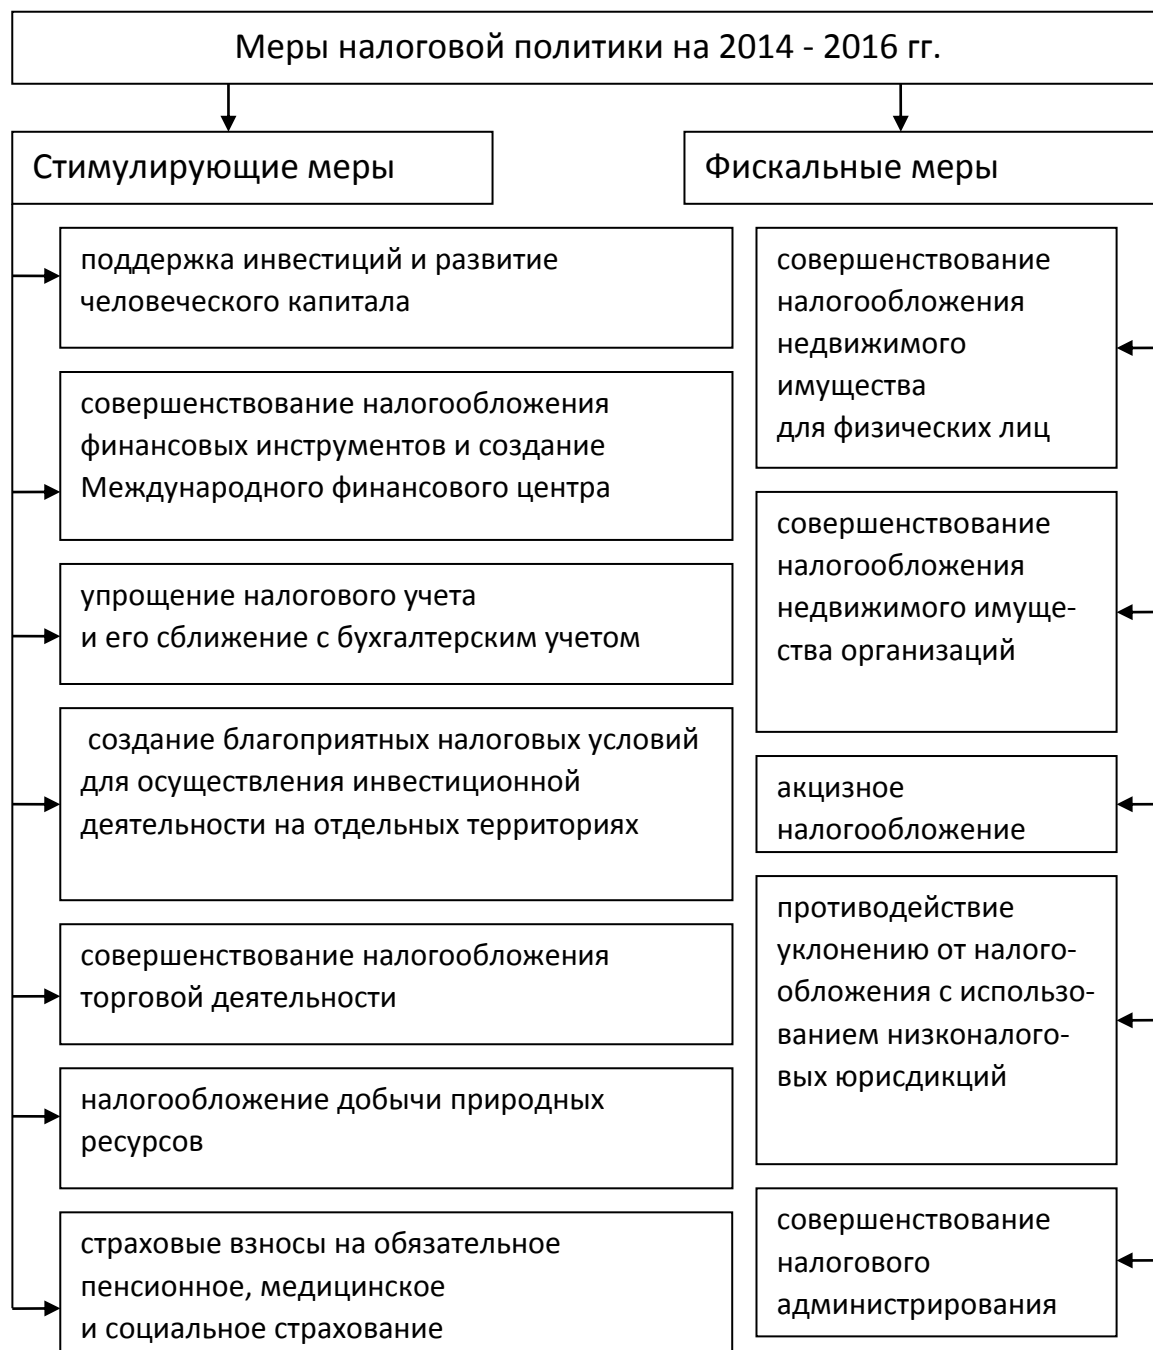 Меры налоговой политики на 2014 - 2016 гг.
Стимулирующие меры
поддержка инвестиций и развитие
человеческого капитала
совершенствование налогообложения
финансовых инструментов и создание
Международного финансового центра
упрощение налогового учета
и его сближение с бухгалтерским учетом
создание благоприятных налоговых условий
для осуществления инвестиционной
деятельности на отдельных территориях
совершенствование налогообложения
торговой деятельности
налогообложение добычи природных
ресурсов
страховые взносы на обязательное
пенсионное, медицинское
и социальное страхование
Фискальные меры
совершенствование
налогообложения
недвижимого
имущества
для физических лиц
совершенствование
налогообложения
недвижимого имуще-
ства организаций
акцизное
налогообложение
противодействие
уклонению от налого-
обложения с использо-
ванием низконалого-
вых юрисдикций
совершенствование
налогового
администрирования